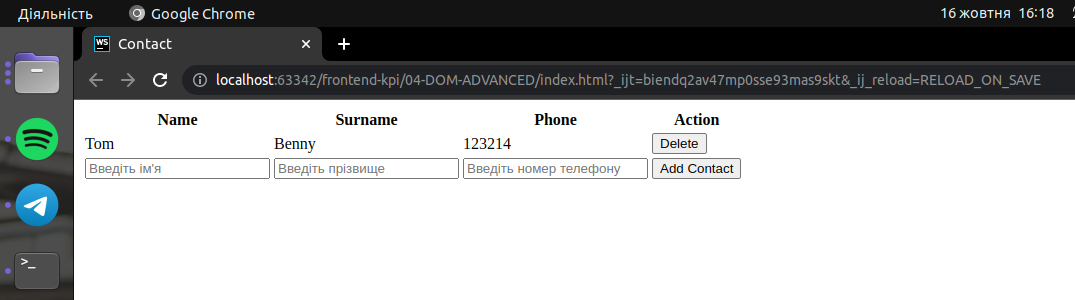 Діяльність Google Chrome 16 жовтня 16:18
WS Contact
localhost:63342/frontend-kpi/04-DOM-ADVANCED/index.html?_ijt=biendq2av47mp0sse93mas9skt&_ij_reload=RELOAD_ON_SAVE
Name Surname Phone Action
Tom Benny 123214 Delete
Введіть ім'я Введіть прізвище Введіть номер телефону Add Contact
>_